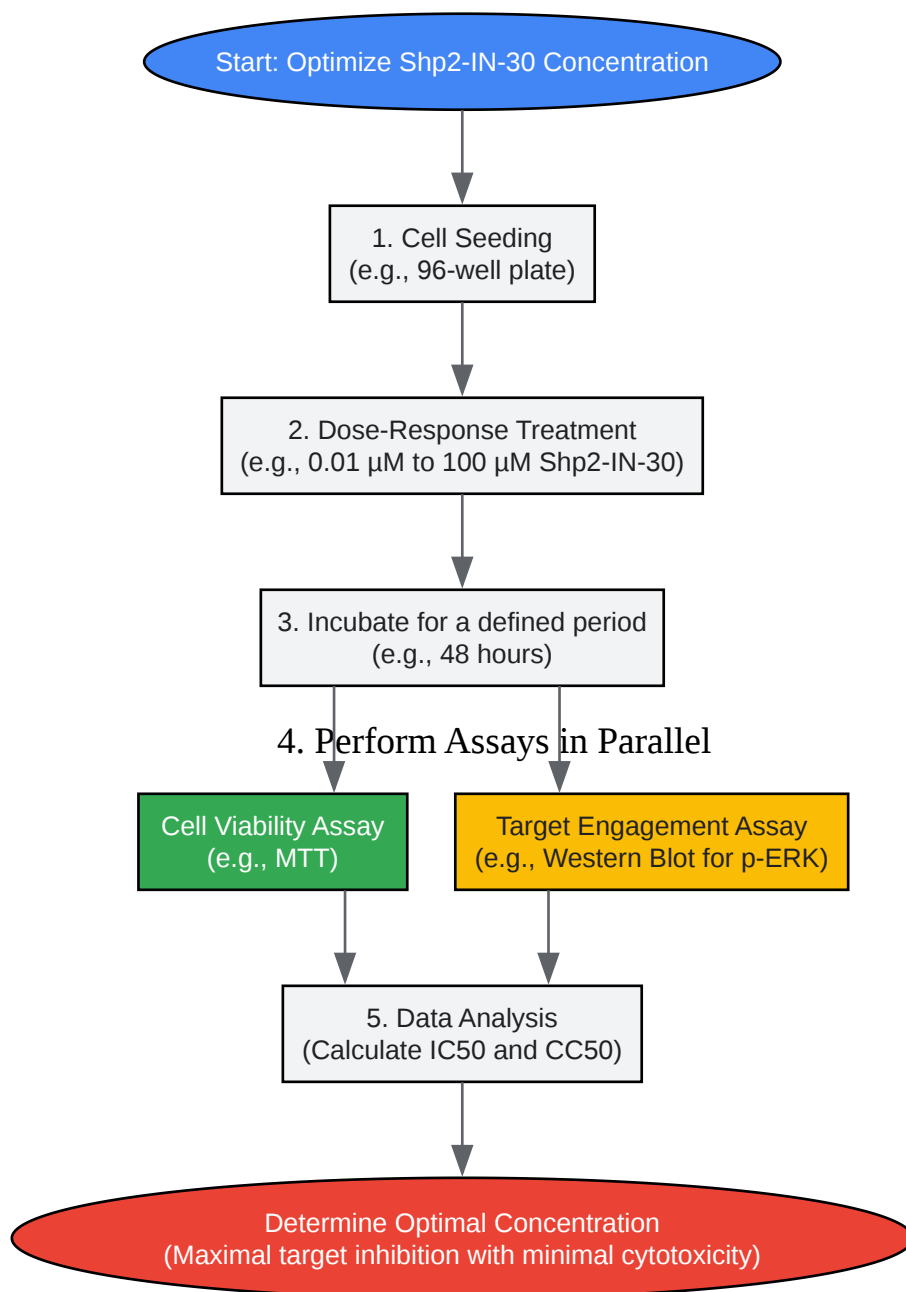 Start: Optimize Shp2-IN-30 Concentration
1. Cell Seeding
(e.g., 96-well plate)
2. Dose-Response Treatment
(e.g., 0.01 µM to 100 µM Shp2-IN-30)
3. Incubate for a defined period
(e.g., 48 hours)
4. Perform Assays in Parallel
Cell Viability Assay
(e.g., MTT)
Target Engagement Assay
(e.g., Western Blot for p-ERK)
5. Data Analysis
(Calculate IC50 and CC50)
Determine Optimal Concentration
(Maximal target inhibition with minimal cytotoxicity)